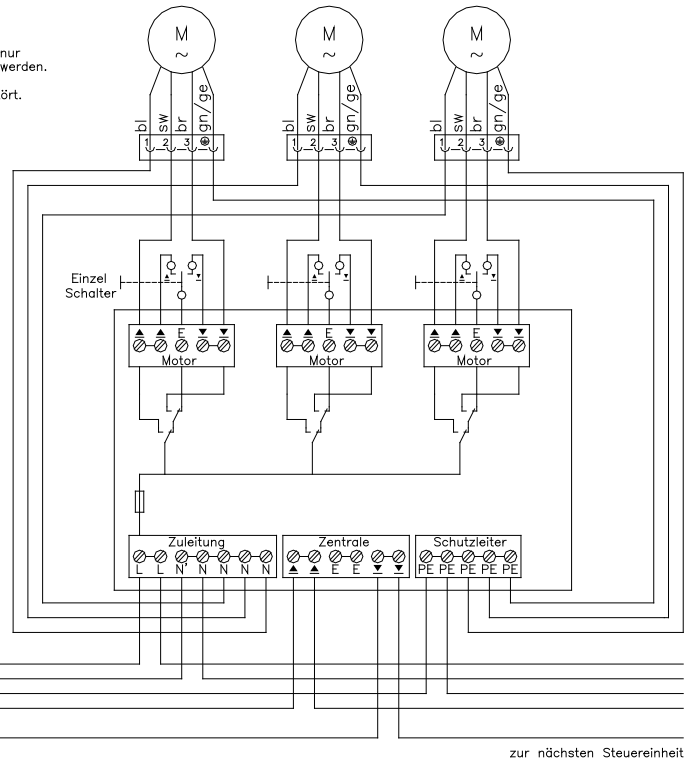 nur
werden.
ört.
M M M
~ ~ ~
bl sw br gn/ge bl sw br gn/ge bl sw br gn/ge
1 2 3 1 2 3 1 2 3
Einzel
Schalter
E E E
Motor Motor Motor
Zuleitung Zentrale Schutzleiter
L L N' N N N N E E PE PE PE PE PE
zur nächsten Steuereinheit